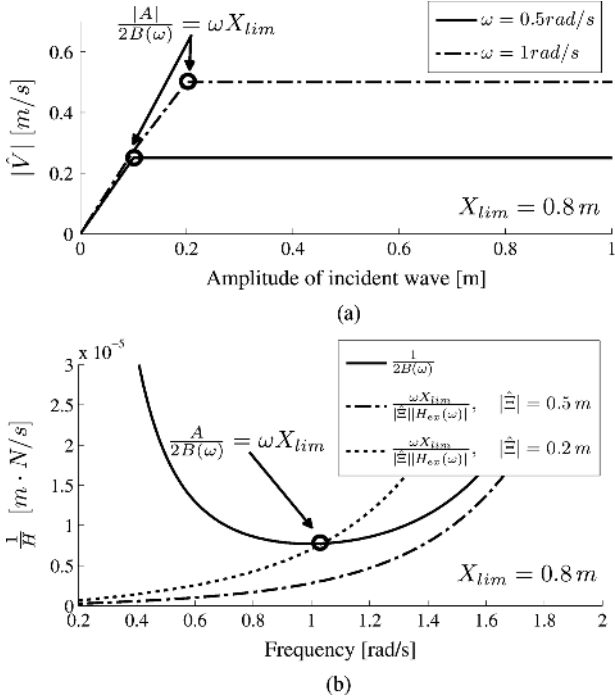 |A| / 2B(ω) = ωX_lim
ω = 0.5rad/s
ω = 1rad/s
0.6
0.4
0.2
0
|V̂| [m/s]
X_lim = 0.8 m
0 0.2 0.4 0.6 0.8 1
Amplitude of incident wave [m]
(a)
x 10^-5
3
2.5
2
1.5
1
0.5
0
1/H [m · N/s]
1 / 2B(ω)
ωX_lim / |Ξ̂||H_ex(ω)|, |Ξ̂| = 0.5 m
ωX_lim / |Ξ̂||H_ex(ω)|, |Ξ̂| = 0.2 m
A / 2B(ω) = ωX_lim
X_lim = 0.8 m
0.2 0.4 0.6 0.8 1 1.2 1.4 1.6 1.8 2
Frequency [rad/s]
(b)